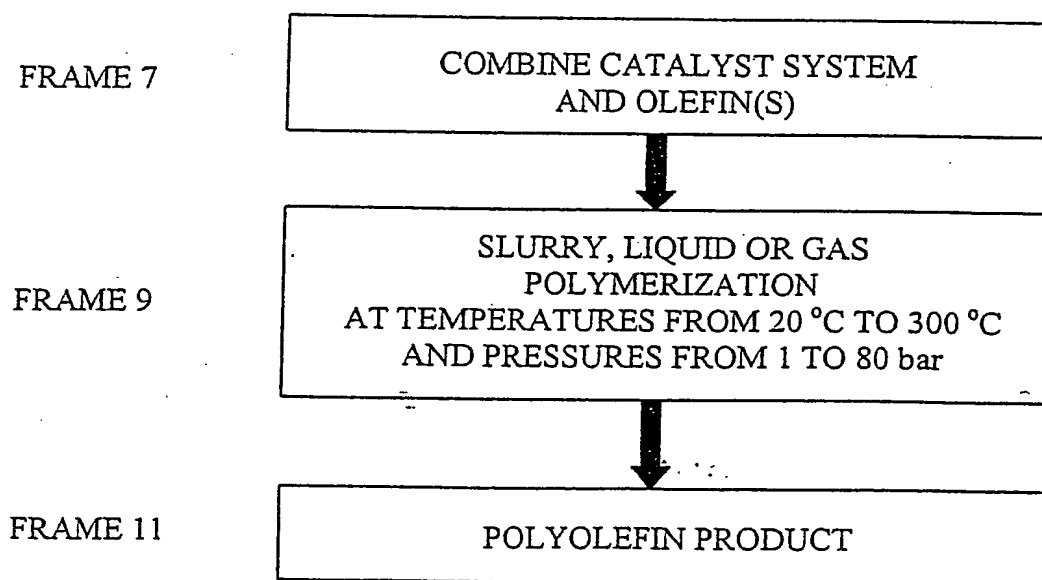 FRAME 7
COMBINE CATALYST SYSTEM
AND OLEFIN(S)
FRAME 9
SLURRY, LIQUID OR GAS
POLYMERIZATION
AT TEMPERATURES FROM 20 °C TO 300 °C
AND PRESSURES FROM 1 TO 80 bar
FRAME 11
POLYOLEFIN PRODUCT